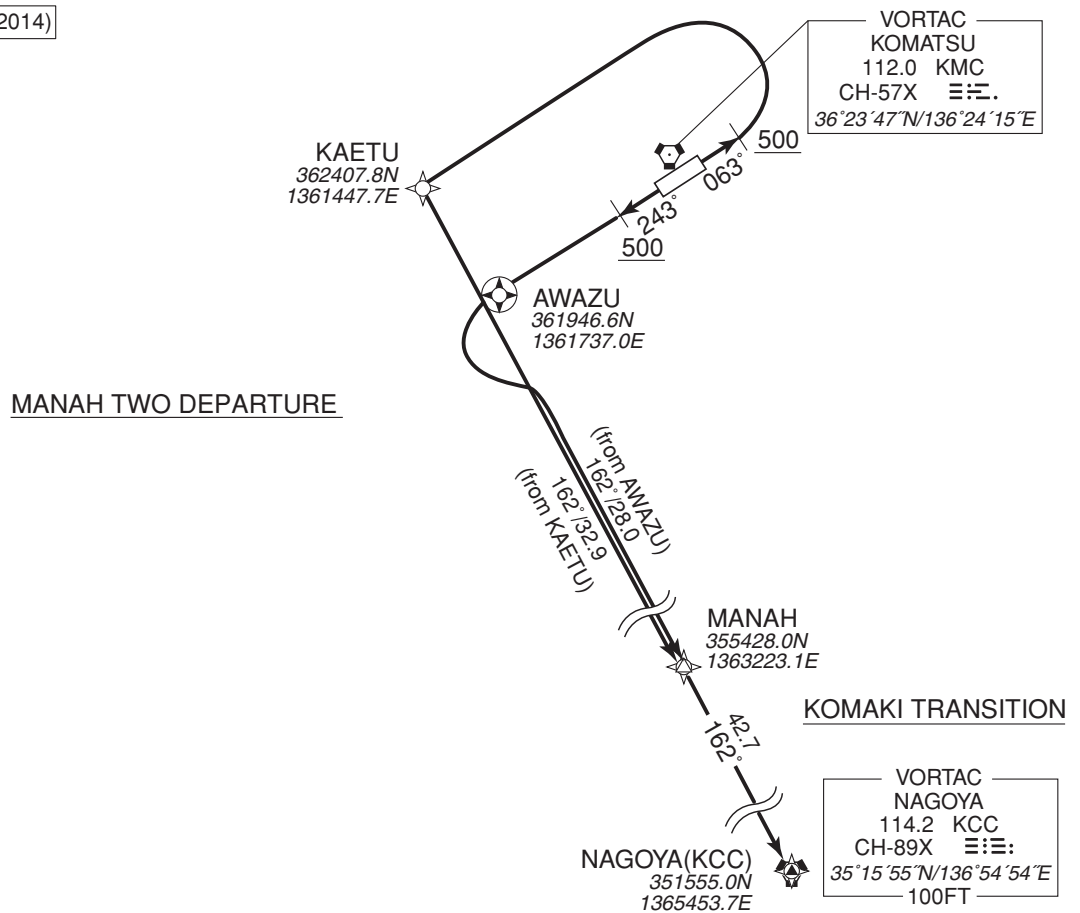 2014)
VORTAC
KOMATSU
112.0 KMC
CH-57X
36°23´47˝N/136°24´15˝E
500
063°
243°
500
KAETU
362407.8N
1361447.7E
AWAZU
361946.6N
1361737.0E
MANAH TWO DEPARTURE
(from AWAZU)
162°/28.0
162°/32.9
(from KAETU)
MANAH
355428.0N
1363223.1E
KOMAKI TRANSITION
42.7
162°
VORTAC
NAGOYA
114.2 KCC
CH-89X
35°15´55˝N/136°54´54˝E
100FT
NAGOYA(KCC)
351555.0N
1365453.7E